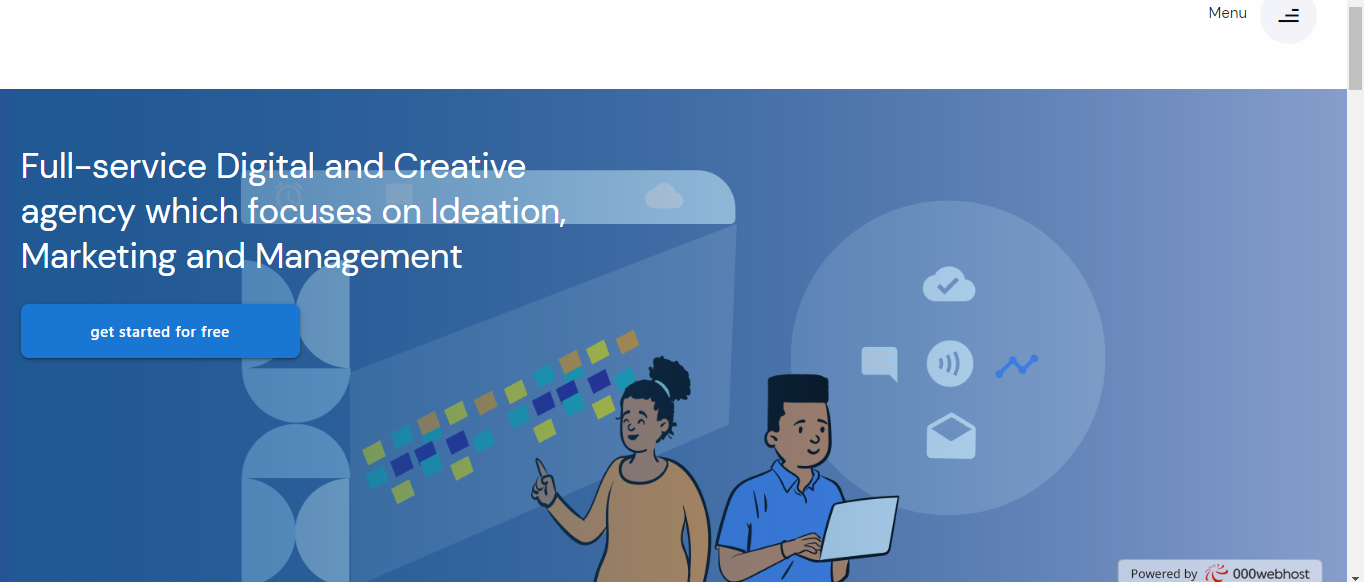 Menu
Full-service Digital and Creative
agency which focuses on Ideation,
Marketing and Management
get started for free
Powered by 000webhost